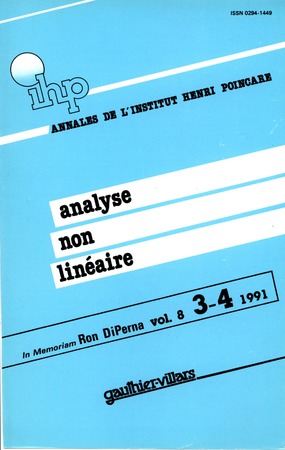 ISSN 0294-1449
ihp
ANNALES DE L'INSTITUT HENRI POINCARE
analyse
non
linéaire
In Memoriam Ron DiPerna vol. 8 3-4 1991
gauthier-villars